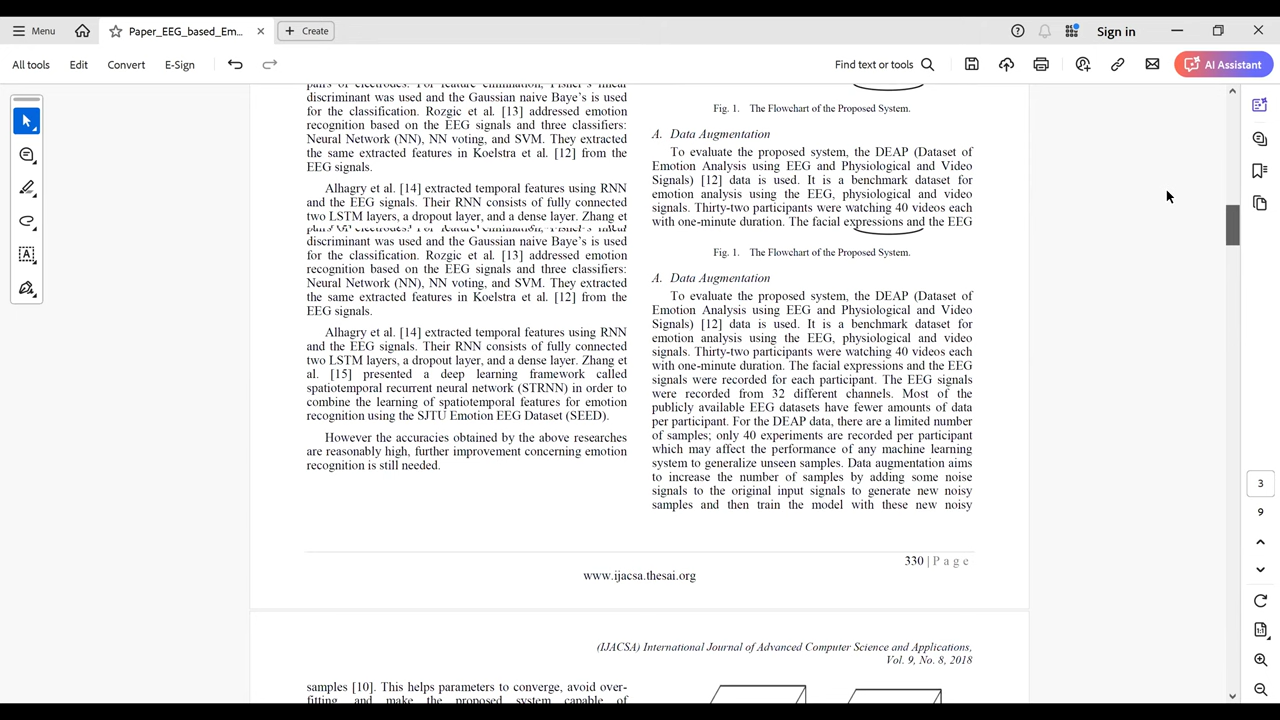 Menu
Paper_EEG_based_Em...
Create
Sign in
All tools
Edit
Convert
E-Sign
Find text or tools
AI Assistant
pairs of electrodes. For feature elimination, Fisher's linear
discriminant was used and the Gaussian naive Baye's is used
for the classification. Rozgic et al. [13] addressed emotion
recognition based on the EEG signals and three classifiers:
Neural Network (NN), NN voting, and SVM. They extracted
the same extracted features in Koelstra et al. [12] from the
EEG signals.
Alhagry et al. [14] extracted temporal features using RNN
and the EEG signals. Their RNN consists of fully connected
two LSTM layers, a dropout layer, and a dense layer. Zhang et
pairs of electrodes. For feature elimination, Fisher's linear
discriminant was used and the Gaussian naive Baye's is used
for the classification. Rozgic et al. [13] addressed emotion
recognition based on the EEG signals and three classifiers:
Neural Network (NN), NN voting, and SVM. They extracted
the same extracted features in Koelstra et al. [12] from the
EEG signals.
Alhagry et al. [14] extracted temporal features using RNN
and the EEG signals. Their RNN consists of fully connected
two LSTM layers, a dropout layer, and a dense layer. Zhang et
al. [15] presented a deep learning framework called
spatiotemporal recurrent neural network (STRNN) in order to
combine the learning of spatiotemporal features for emotion
recognition using the SJTU Emotion EEG Dataset (SEED).
However the accuracies obtained by the above researches
are reasonably high, further improvement concerning emotion
recognition is still needed.
Fig. 1. The Flowchart of the Proposed System.
A. Data Augmentation
To evaluate the proposed system, the DEAP (Dataset of
Emotion Analysis using EEG and Physiological and Video
Signals) [12] data is used. It is a benchmark dataset for
emotion analysis using the EEG, physiological and video
signals. Thirty-two participants were watching 40 videos each
with one-minute duration. The facial expressions and the EEG
Fig. 1. The Flowchart of the Proposed System.
A. Data Augmentation
To evaluate the proposed system, the DEAP (Dataset of
Emotion Analysis using EEG and Physiological and Video
Signals) [12] data is used. It is a benchmark dataset for
emotion analysis using the EEG, physiological and video
signals. Thirty-two participants were watching 40 videos each
with one-minute duration. The facial expressions and the EEG
signals were recorded for each participant. The EEG signals
were recorded from 32 different channels. Most of the
publicly available EEG datasets have fewer amounts of data
per participant. For the DEAP data, there are a limited number
of samples; only 40 experiments are recorded per participant
which may affect the performance of any machine learning
system to generalize unseen samples. Data augmentation aims
to increase the number of samples by adding some noise
signals to the original input signals to generate new noisy
samples and then train the model with these new noisy
330 | Page
www.ijacsa.thesai.org
(IJACSA) International Journal of Advanced Computer Science and Applications,
Vol. 9, No. 8, 2018
samples [10]. This helps parameters to converge, avoid over-
fitting, and make the proposed system capable of
3
9